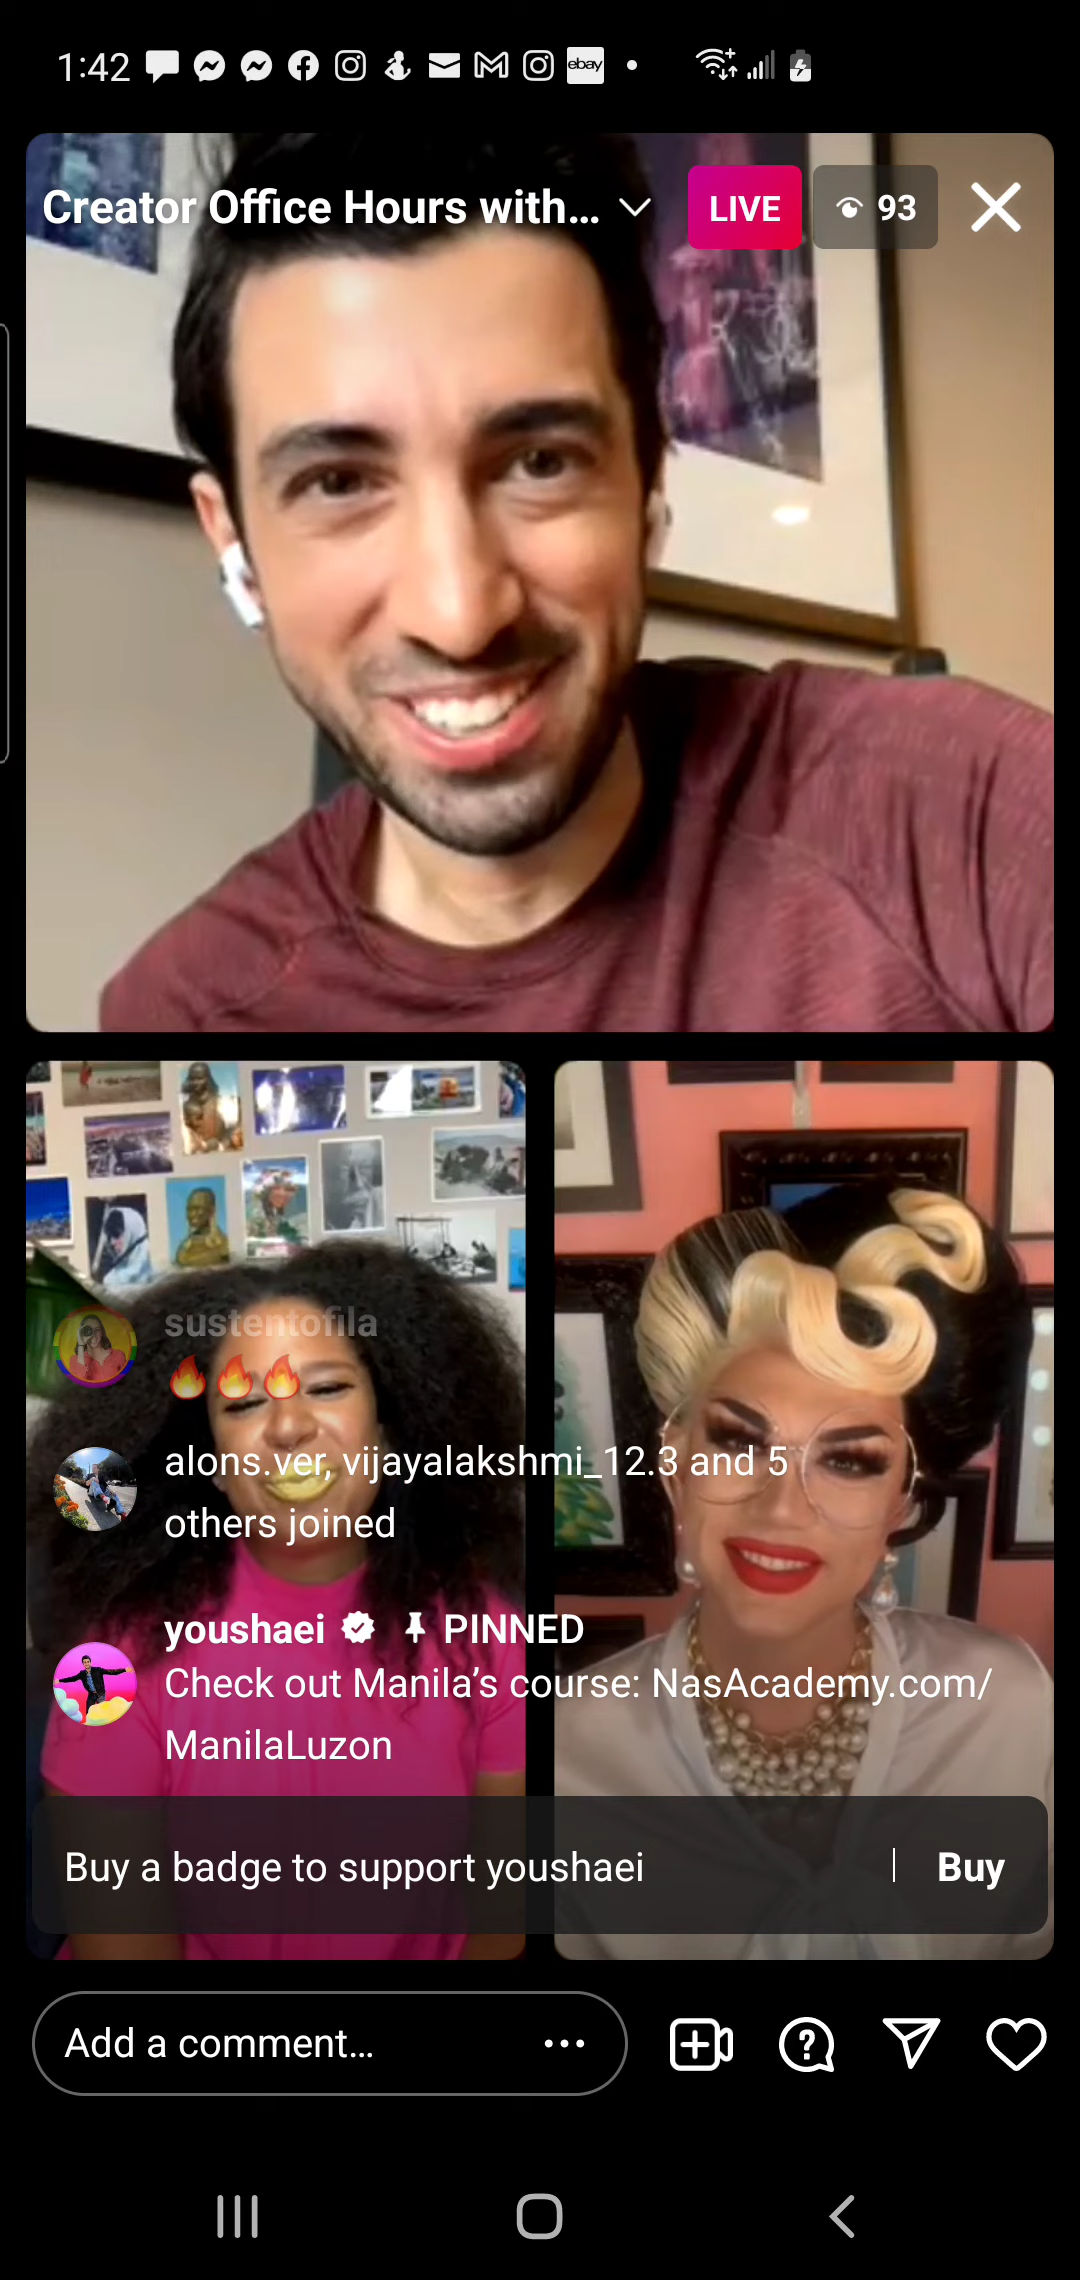 1:42
ebay
Creator Office Hours with...
LIVE
93
sustentofila
🔥🔥🔥
alons.ver, vijayalakshmi_12.3 and 5
others joined
youshaei PINNED
Check out Manila’s course: NasAcademy.com/
ManilaLuzon
Buy a badge to support youshaei | Buy
Add a comment...